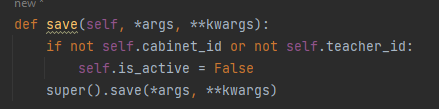 new *
def save(self, *args, **kwargs):
    if not self.cabinet_id or not self.teacher_id:
        self.is_active = False
    super().save(*args, **kwargs)